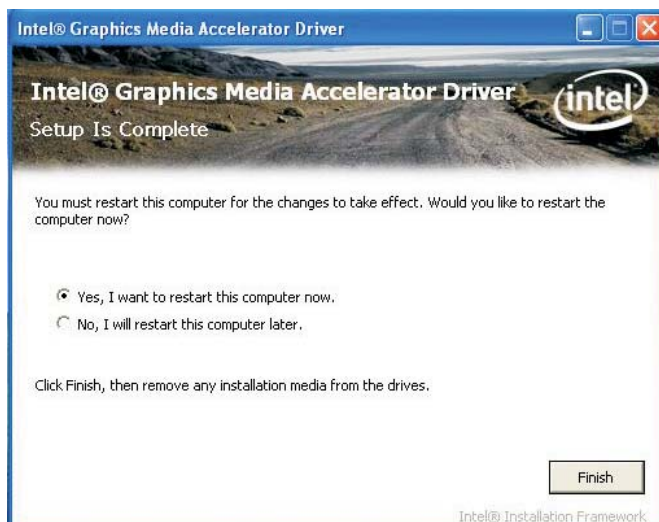 Intel® Graphics Media Accelerator Driver
Intel® Graphics Media Accelerator Driver
intel
Setup Is Complete
You must restart this computer for the changes to take effect. Would you like to restart the
computer now?
Yes, I want to restart this computer now.
No, I will restart this computer later.
Click Finish, then remove any installation media from the drives.
Finish
Intel® Installation Framework